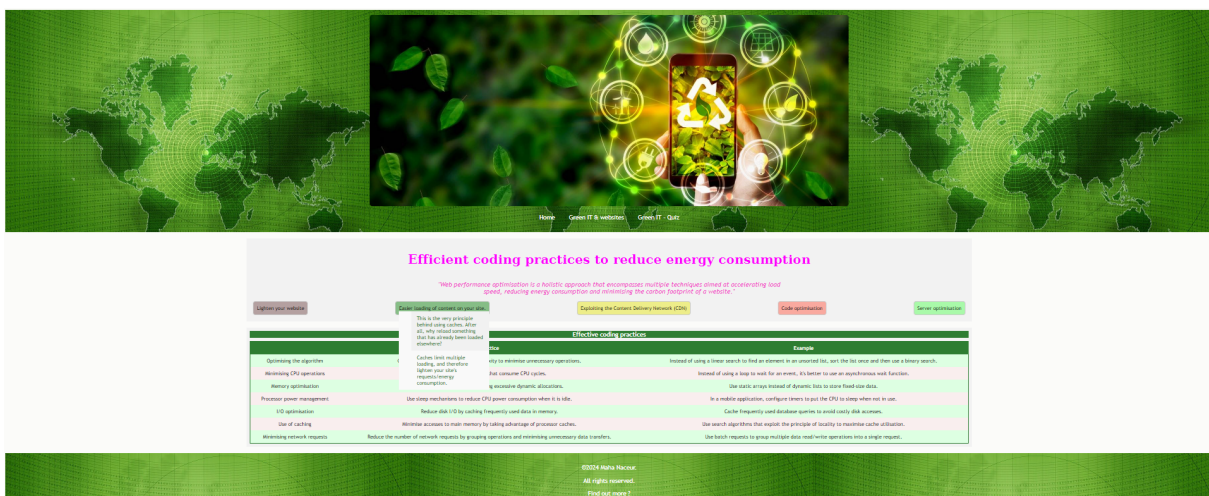 Home Green IT & websites Green IT - Quiz
Efficient coding practices to reduce energy consumption
"Web performance optimisation is a holistic approach that encompasses multiple techniques aimed at accelerating load
speed, reducing energy consumption and minimising the carbon footprint of a website."
Lighten your website Easier loading of content on your site. Exploiting the Content Delivery Network (CDN) Code optimisation Server optimisation
This is the very principle
behind using caches. After
all, why reload something
that has already been loaded
elsewhere?
Caches limit multiple
loading, and therefore
lighten your site's
requests/energy
consumption.
Effective coding practices
Example
Optimising the algorithm to minimise unnecessary operations. Instead of using a linear search to find an element in an unsorted list, sort the list once and then use a binary search.
Minimising CPU operations that consume CPU cycles. Instead of using a loop to wait for an event, it's better to use an asynchronous wait function.
Memory optimisation excessive dynamic allocations. Use static arrays instead of dynamic lists to store fixed-size data.
Processor power management Use sleep mechanisms to reduce CPU power consumption when it is idle. In a mobile application, configure timers to put the CPU to sleep when not in use.
I/O optimisation Reduce disk I/O by caching frequently used data in memory. Cache frequently used database queries to avoid costly disk accesses.
Use of caching Minimise accesses to main memory by taking advantage of processor caches. Use search algorithms that exploit the principle of locality to maximise cache utilisation.
Minimising network requests Reduce the number of network requests by grouping operations and minimising unnecessary data transfers. Use batch requests to group multiple data read/write operations into a single request.
©2024 Maha Naceur.
All rights reserved.
Find out more ?